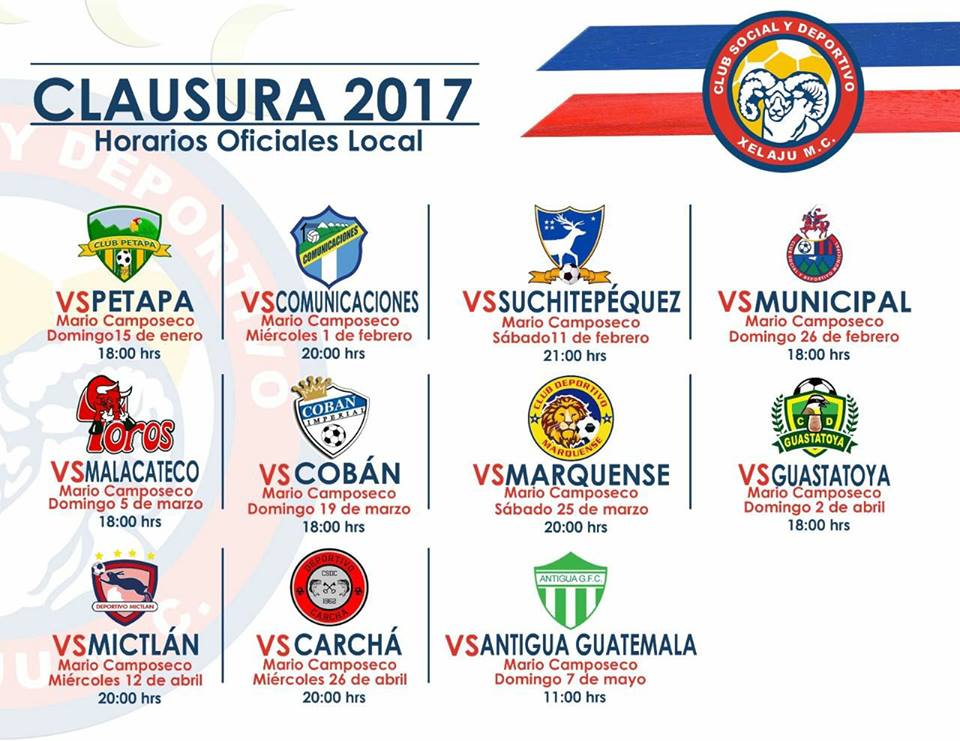 CLAUSURA 2017
Horarios Oficiales Local
CLUB SOCIAL Y DEPORTIVO
XELAJU M.C.
CLUB PETAPA
VSPETAPA
Mario Camposeco
Domingo15 de enero
18:00 hrs
COMUNICACIONES
VSCOMUNICACIONES
Mario Camposeco
Miércoles 1 de febrero
20:00 hrs
VSSUCHITEPÉQUEZ
Mario Camposeco
Sábado11 de febrero
21:00 hrs
VSMUNICIPAL
Mario Camposeco
Domingo 26 de febrero
18:00 hrs
Toros
VSMALACATECO
Mario Camposeco
Domingo 5 de marzo
18:00 hrs
COBAN
IMPERIAL
VSCOBÁN
Mario Camposeco
Domingo 19 de marzo
18:00 hrs
CLUB DEPORTIVO
MARQUENSE
VSMARQUENSE
Mario Camposeco
Sábado 25 de marzo
20:00 hrs
C D
GUASTATOYA
VSGUASTATOYA
Mario Camposeco
Domingo 2 de abril
18:00 hrs
DEPORTIVO MICTLAN
VSMICTLÁN
Mario Camposeco
Miércoles 12 de abril
20:00 hrs
DEPORTIVO
CSDC
1962
CARCHA
VSCARCHÁ
Mario Camposeco
Miércoles 26 de abril
20:00 hrs
ANTIGUA G.F.C.
VSANTIGUA GUATEMALA
Mario Camposeco
Domingo 7 de mayo
11:00 hrs